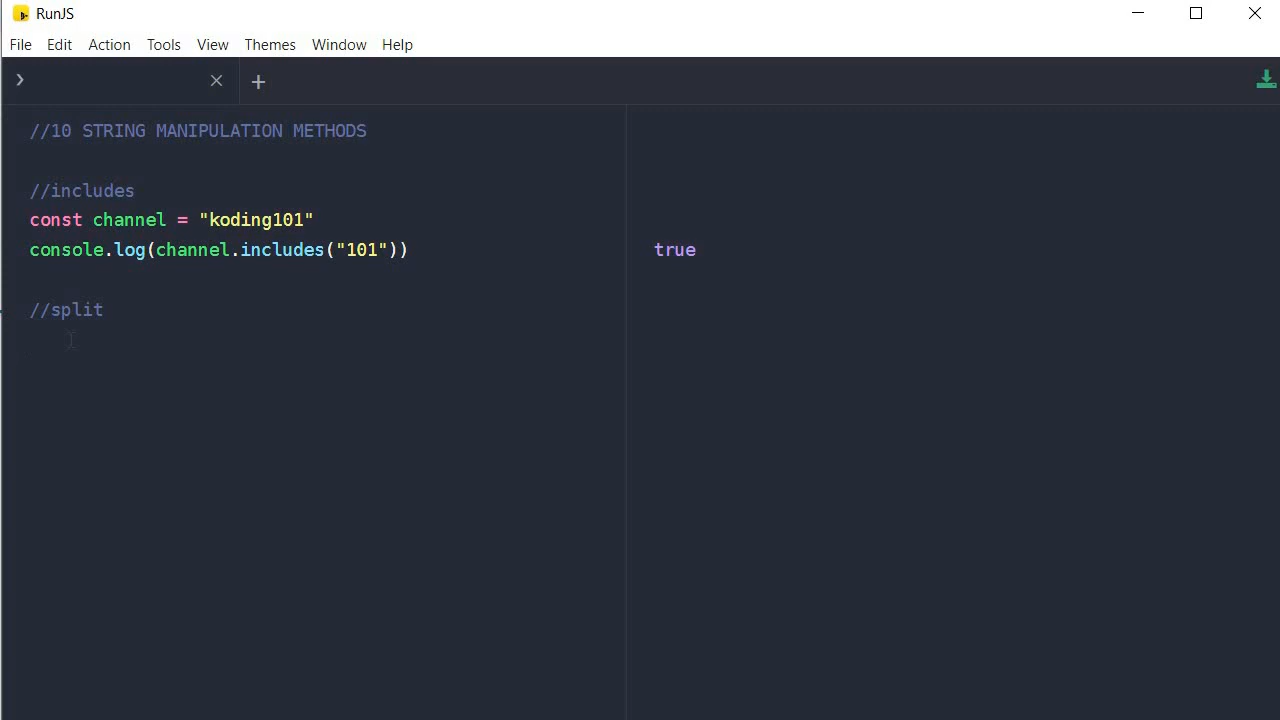 RunJS
File Edit Action Tools View Themes Window Help
//10 STRING MANIPULATION METHODS
//includes
const channel = "koding101"
console.log(channel.includes("101")) true
//split